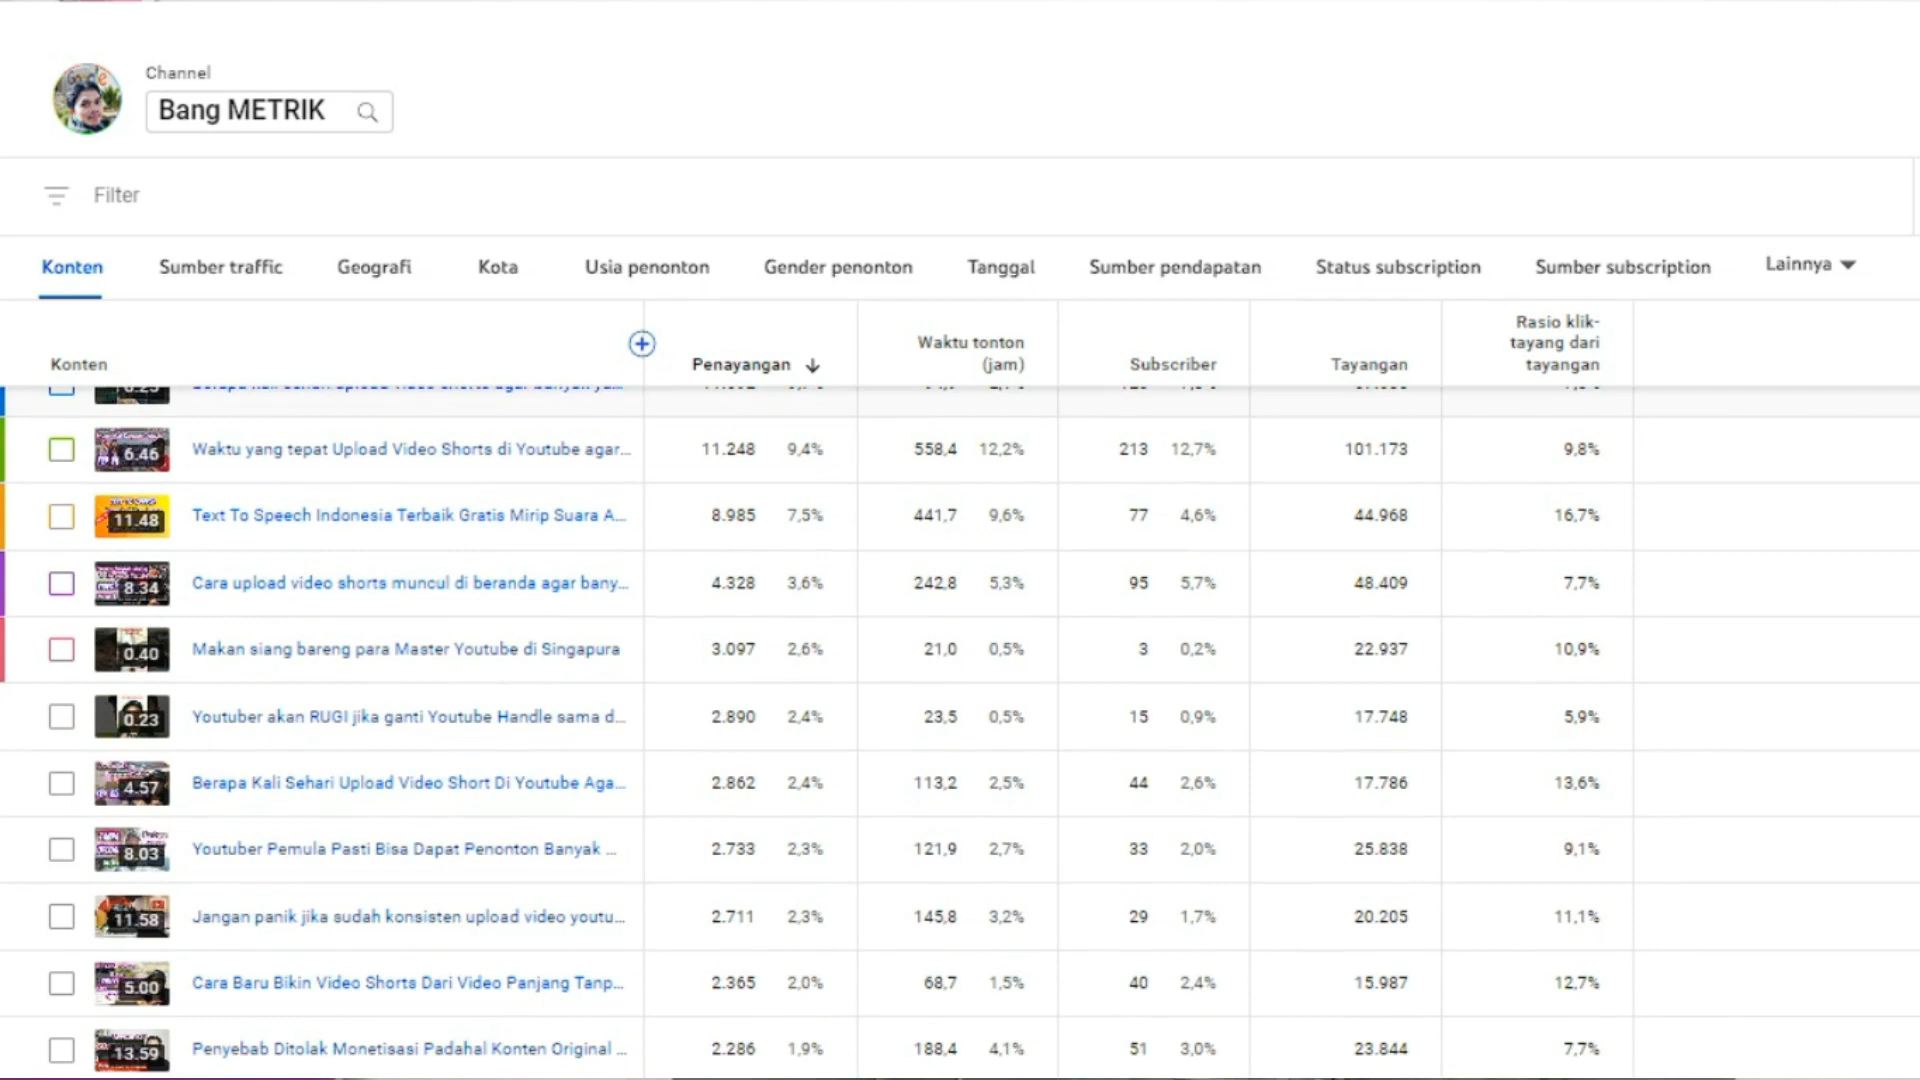 Channel
Bang METRIK
Filter
Konten Sumber traffic Geografi Kota Usia penonton Gender penonton Tanggal Sumber pendapatan Status subscription Sumber subscription Lainnya
Konten Penayangan Waktu tonton (jam) Subscriber Tayangan Rasio klik-tayang dari tayangan
6.46 Waktu yang tepat Upload Video Shorts di Youtube agar... 11.248 9,4% 558,4 12,2% 213 12,7% 101.173 9,8%
11.48 Text To Speech Indonesia Terbaik Gratis Mirip Suara A... 8.985 7,5% 441,7 9,6% 77 4,6% 44.968 16,7%
8.34 Cara upload video shorts muncul di beranda agar bany... 4.328 3,6% 242,8 5,3% 95 5,7% 48.409 7,7%
0.40 Makan siang bareng para Master Youtube di Singapura 3.097 2,6% 21,0 0,5% 3 0,2% 22.937 10,9%
0.23 Youtuber akan RUGI jika ganti Youtube Handle sama d... 2.890 2,4% 23,5 0,5% 15 0,9% 17.748 5,9%
4.57 Berapa Kali Sehari Upload Video Short Di Youtube Aga... 2.862 2,4% 113,2 2,5% 44 2,6% 17.786 13,6%
8.03 Youtuber Pemula Pasti Bisa Dapat Penonton Banyak ... 2.733 2,3% 121,9 2,7% 33 2,0% 25.838 9,1%
11.58 Jangan panik jika sudah konsisten upload video youtu... 2.711 2,3% 145,8 3,2% 29 1,7% 20.205 11,1%
5.00 Cara Baru Bikin Video Shorts Dari Video Panjang Tanp... 2.365 2,0% 68,7 1,5% 40 2,4% 15.987 12,7%
13.59 Penyebab Ditolak Monetisasi Padahal Konten Original ... 2.286 1,9% 188,4 4,1% 51 3,0% 23.844 7,7%